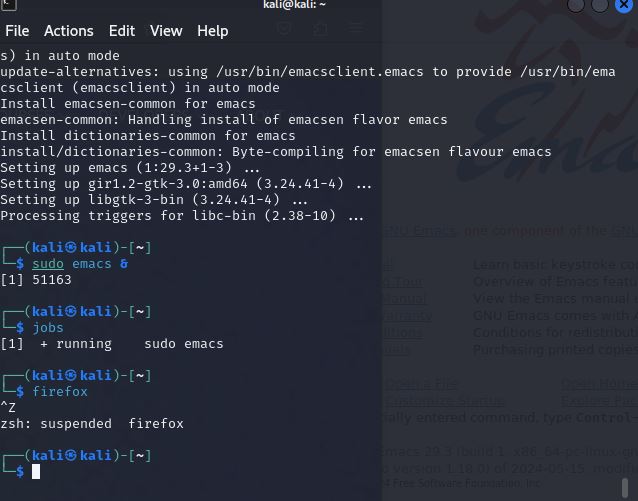 kali@kali: ~
File Actions Edit View Help
s) in auto mode
update-alternatives: using /usr/bin/emacsclient.emacs to provide /usr/bin/ema
csclient (emacsclient) in auto mode
Install emacsen-common for emacs
emacsen-common: Handling install of emacsen flavor emacs
Install dictionaries-common for emacs
install/dictionaries-common: Byte-compiling for emacsen flavour emacs
Setting up emacs (1:29.3+1-3) ...
Setting up gir1.2-gtk-3.0:amd64 (3.24.41-4) ...
Setting up libgtk-3-bin (3.24.41-4) ...
Processing triggers for libc-bin (2.38-10) ...
┌──(kali㉿kali)-[~]
└─$ sudo emacs &
[1] 51163
┌──(kali㉿kali)-[~]
└─$ jobs
[1]  + running    sudo emacs
┌──(kali㉿kali)-[~]
└─$ firefox
^Z
zsh: suspended  firefox
┌──(kali㉿kali)-[~]
└─$
GNU Emacs, one component of the GN
Learn basic keystroke co
Tour Overview of Emacs featu
Manual View the Emacs manual
GNU Emacs comes with
Conditions for redistribut
Purchasing printed copies
Open a File Open Home
Customize Startup Explore Pac
entered command, type Control-
Emacs 29.3 (build 1, x86_64-pc-linux-gn
version 1.18.0) of 2024-05-15, modifi
Free Software Foundation, Inc.